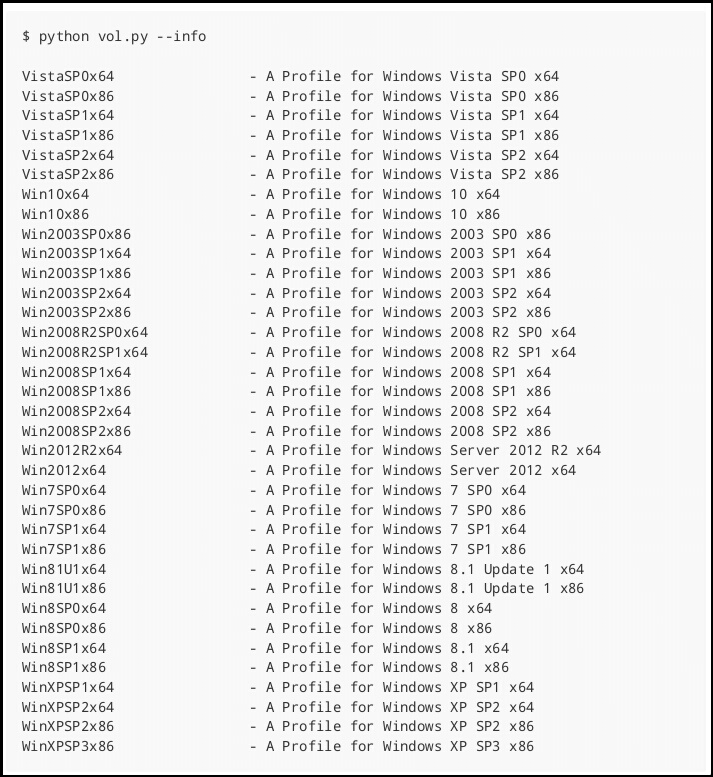 $ python vol.py --info
VistaSP0x64 - A Profile for Windows Vista SP0 x64
VistaSP0x86 - A Profile for Windows Vista SP0 x86
VistaSP1x64 - A Profile for Windows Vista SP1 x64
VistaSP1x86 - A Profile for Windows Vista SP1 x86
VistaSP2x64 - A Profile for Windows Vista SP2 x64
VistaSP2x86 - A Profile for Windows Vista SP2 x86
Win10x64 - A Profile for Windows 10 x64
Win10x86 - A Profile for Windows 10 x86
Win2003SP0x86 - A Profile for Windows 2003 SP0 x86
Win2003SP1x64 - A Profile for Windows 2003 SP1 x64
Win2003SP1x86 - A Profile for Windows 2003 SP1 x86
Win2003SP2x64 - A Profile for Windows 2003 SP2 x64
Win2003SP2x86 - A Profile for Windows 2003 SP2 x86
Win2008R2SP0x64 - A Profile for Windows 2008 R2 SP0 x64
Win2008R2SP1x64 - A Profile for Windows 2008 R2 SP1 x64
Win2008SP1x64 - A Profile for Windows 2008 SP1 x64
Win2008SP1x86 - A Profile for Windows 2008 SP1 x86
Win2008SP2x64 - A Profile for Windows 2008 SP2 x64
Win2008SP2x86 - A Profile for Windows 2008 SP2 x86
Win2012R2x64 - A Profile for Windows Server 2012 R2 x64
Win2012x64 - A Profile for Windows Server 2012 x64
Win7SP0x64 - A Profile for Windows 7 SP0 x64
Win7SP0x86 - A Profile for Windows 7 SP0 x86
Win7SP1x64 - A Profile for Windows 7 SP1 x64
Win7SP1x86 - A Profile for Windows 7 SP1 x86
Win81U1x64 - A Profile for Windows 8.1 Update 1 x64
Win81U1x86 - A Profile for Windows 8.1 Update 1 x86
Win8SP0x64 - A Profile for Windows 8 x64
Win8SP0x86 - A Profile for Windows 8 x86
Win8SP1x64 - A Profile for Windows 8.1 x64
Win8SP1x86 - A Profile for Windows 8.1 x86
WinXPSP1x64 - A Profile for Windows XP SP1 x64
WinXPSP2x64 - A Profile for Windows XP SP2 x64
WinXPSP2x86 - A Profile for Windows XP SP2 x86
WinXPSP3x86 - A Profile for Windows XP SP3 x86